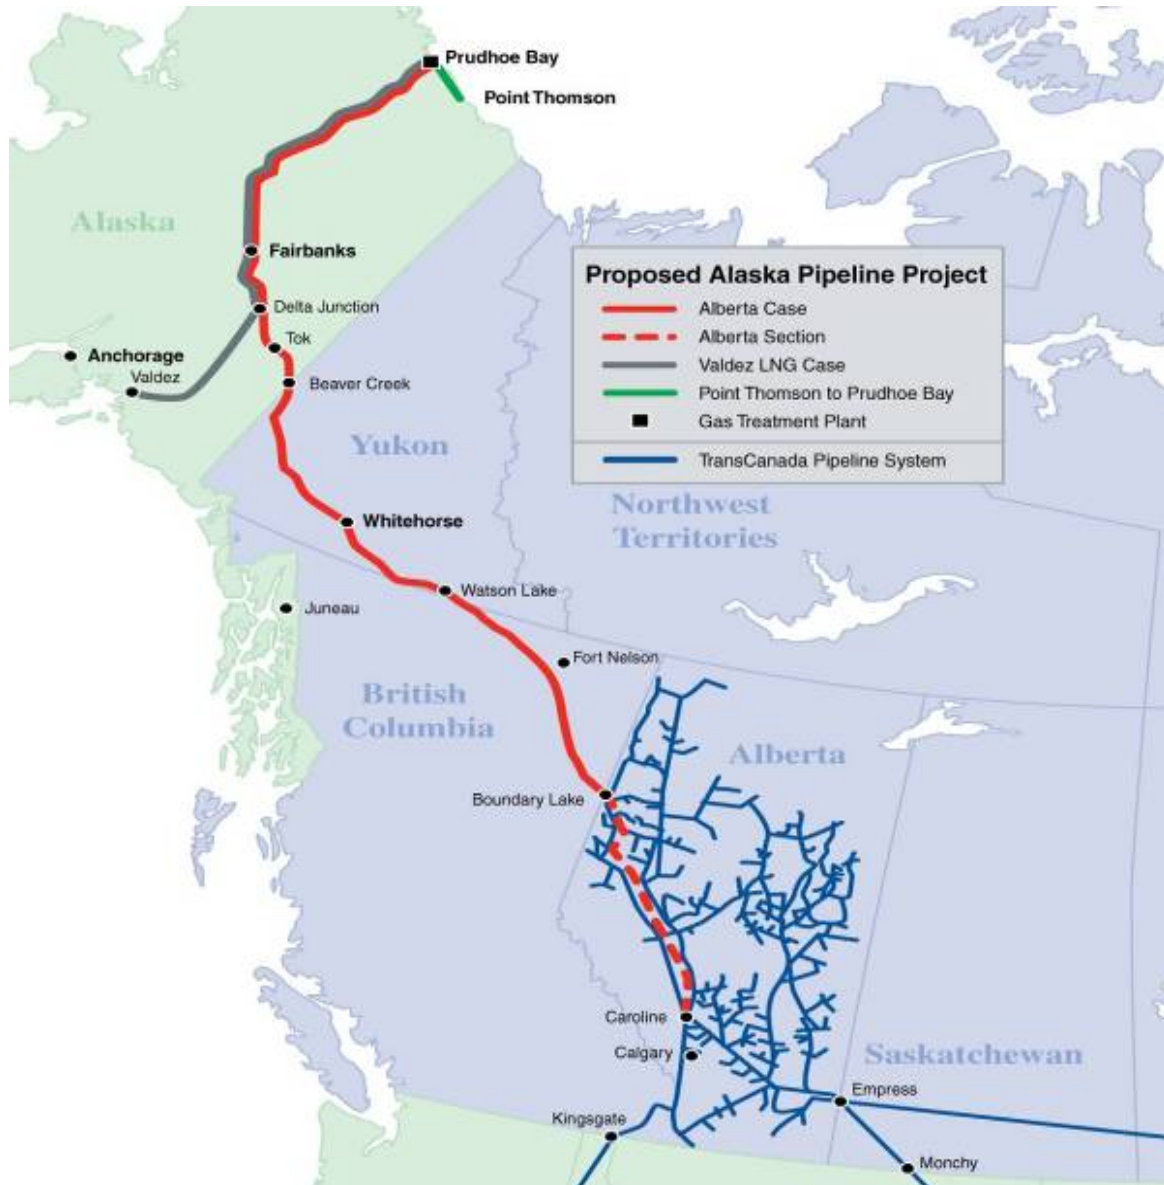 Prudhoe Bay
Point Thomson
Alaska
Fairbanks
Delta Junction
Tok
Anchorage
Valdez
Beaver Creek
Yukon
Proposed Alaska Pipeline Project
Alberta Case
Alberta Section
Valdez LNG Case
Point Thomson to Prudhoe Bay
Gas Treatment Plant
TransCanada Pipeline System
Northwest
Territories
Whitehorse
Watson Lake
Juneau
Fort Nelson
British
Columbia
Alberta
Boundary Lake
Caroline
Calgary
Saskatchewan
Empress
Kingsgate
Monchy